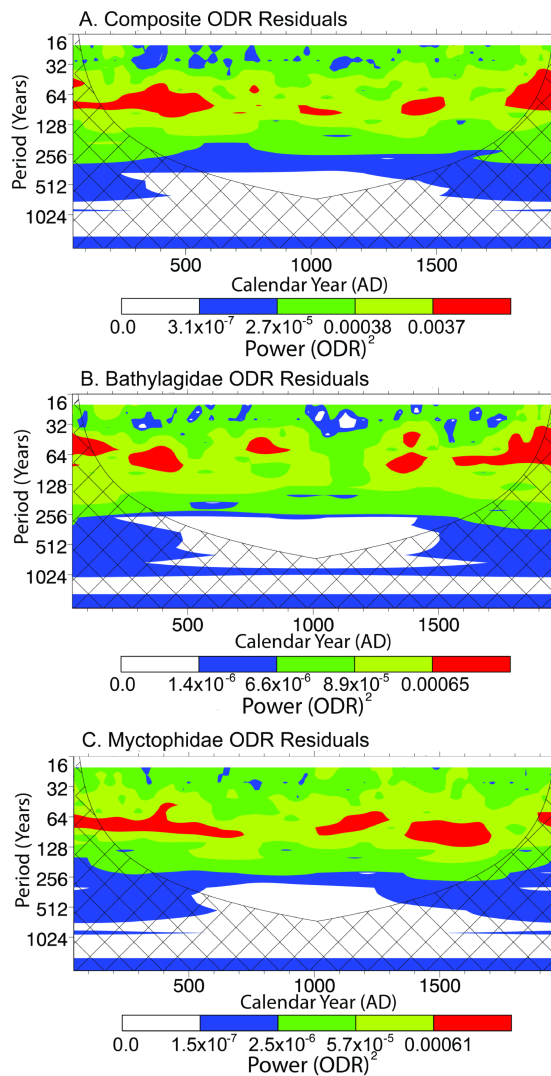 A. Composite ODR Residuals
Period (Years)
16
32
64
128
256
512
1024
500 1000 1500
Calendar Year (AD)
0.0 3.1x10⁻⁷ 2.7x10⁻⁵ 0.00038 0.0037
Power (ODR)²
B. Bathylagidae ODR Residuals
Period (Years)
16
32
64
128
256
512
1024
500 1000 1500
Calendar Year (AD)
0.0 1.4x10⁻⁶ 6.6x10⁻⁶ 8.9x10⁻⁵ 0.00065
Power (ODR)²
C. Myctophidae ODR Residuals
Period (Years)
16
32
64
128
256
512
1024
500 1000 1500
Calendar Year (AD)
0.0 1.5x10⁻⁷ 2.5x10⁻⁶ 5.7x10⁻⁵ 0.00061
Power (ODR)²